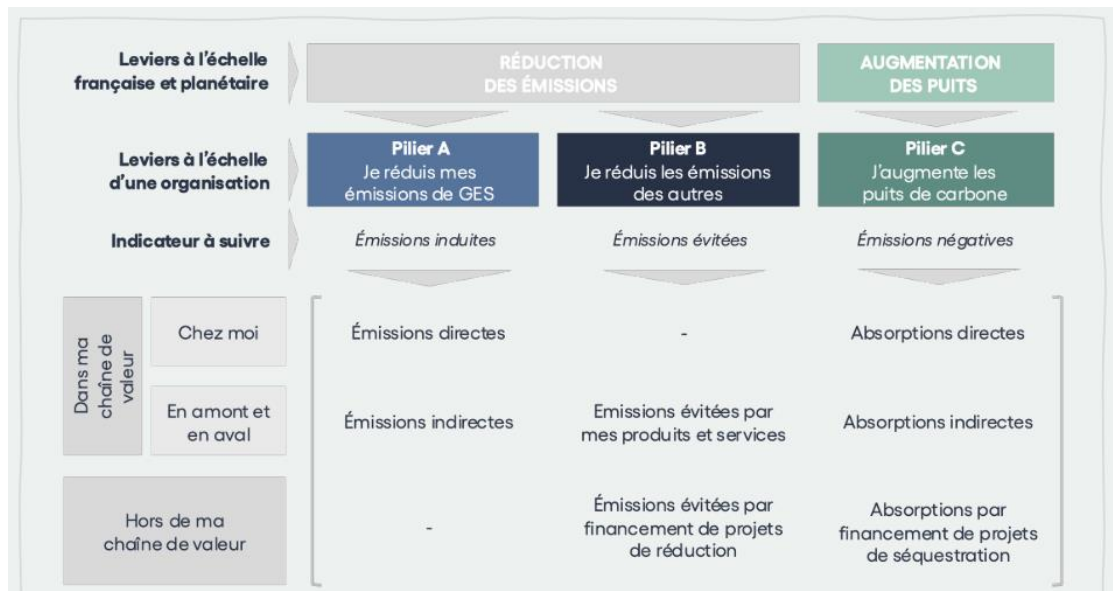 Leviers à l'échelle
française et planétaire
RÉDUCTION
DES ÉMISSIONS
AUGMENTATION
DES PUITS
Leviers à l'échelle
d'une organisation
Pilier A
Je réduis mes
émissions de GES
Pilier B
Je réduis les émissions
des autres
Pilier C
J'augmente les
puits de carbone
Indicateur à suivre
Émissions induites
Émissions évitées
Émissions négatives
Dans ma
chaîne de
valeur
Chez moi
Émissions directes
-
Absorptions directes
En amont et
en aval
Émissions indirectes
Emissions évitées par
mes produits et services
Absorptions indirectes
Hors de ma
chaîne de valeur
-
Émissions évitées par
financement de projets
de réduction
Absorptions par
financement de projets
de séquestration